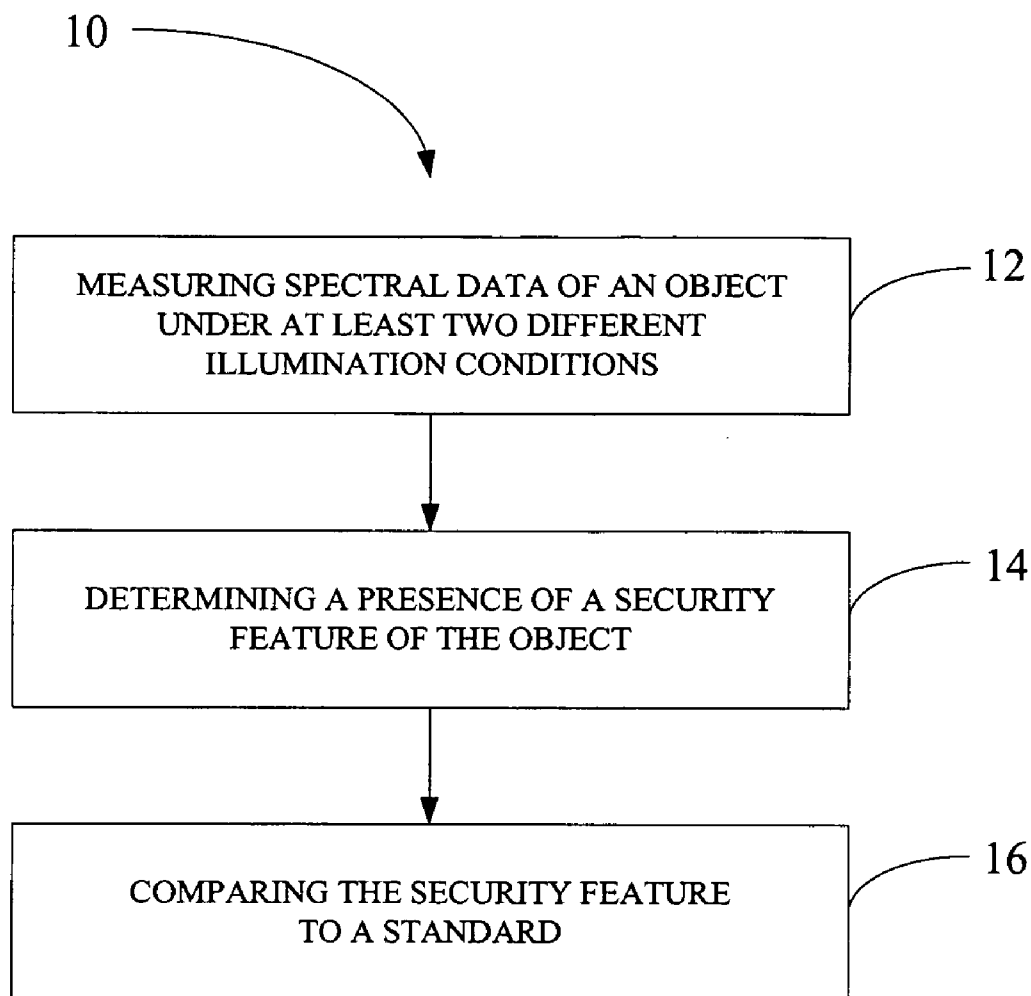 10
MEASURING SPECTRAL DATA OF AN OBJECT
UNDER AT LEAST TWO DIFFERENT
ILLUMINATION CONDITIONS
12
DETERMINING A PRESENCE OF A SECURITY
FEATURE OF THE OBJECT
14
COMPARING THE SECURITY FEATURE
TO A STANDARD
16